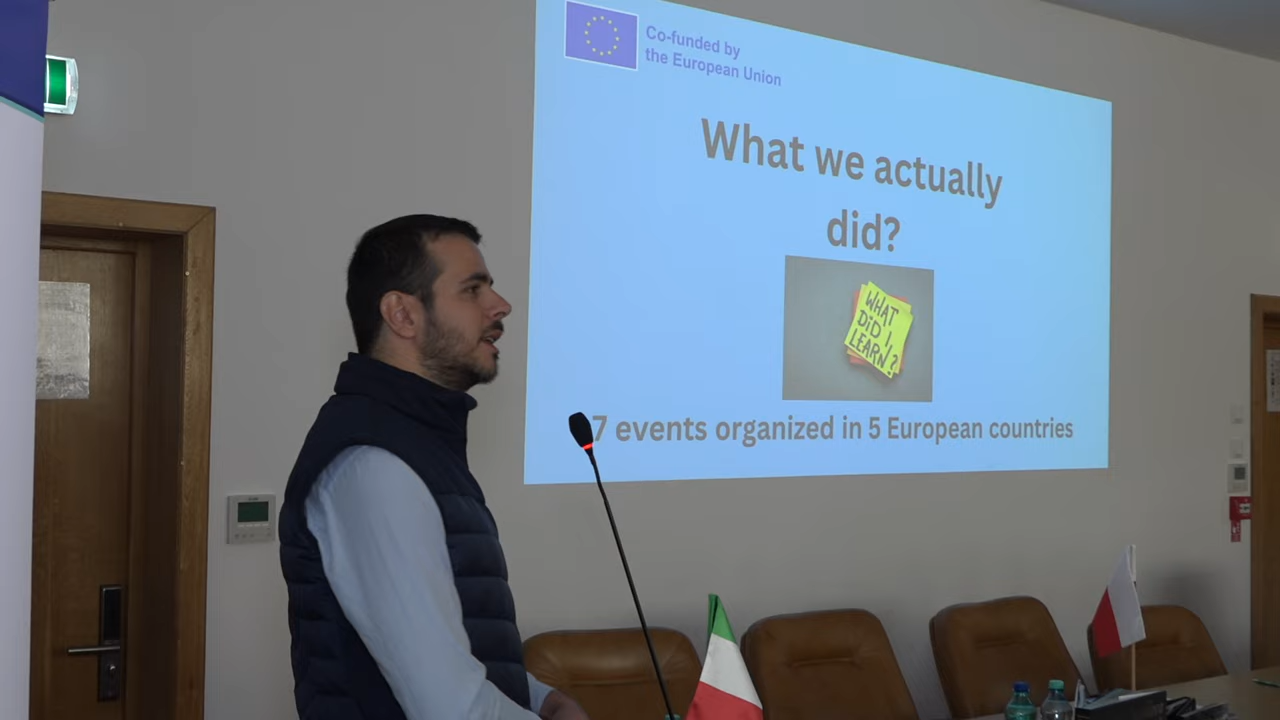 Co-funded by
the European Union
What we actually
did?
WHAT
DiD I
LEARN?
7 events organized in 5 European countries